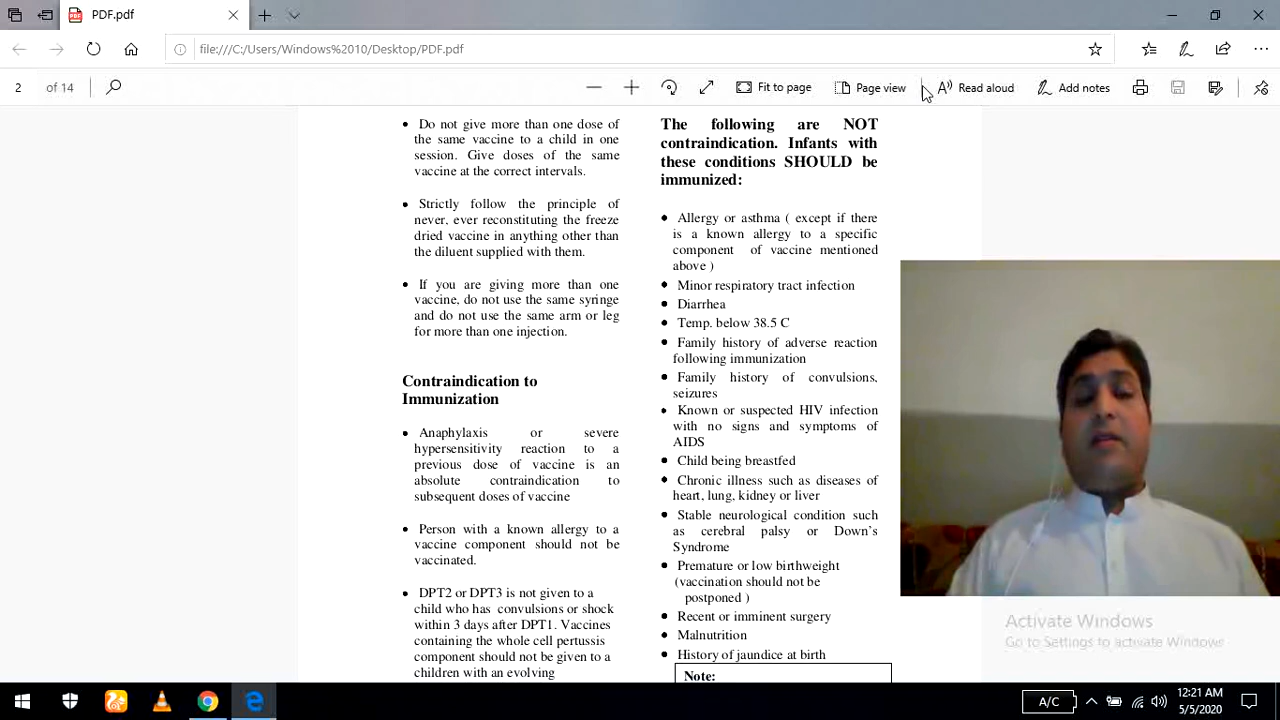 PDF.pdf
file:///C:/Users/Windows%2010/Desktop/PDF.pdf
2 of 14
Fit to page
Page view
Read aloud
Add notes
Do not give more than one dose of
the same vaccine to a child in one
session. Give doses of the same
vaccine at the correct intervals.
Strictly follow the principle of
never, ever reconstituting the freeze
dried vaccine in anything other than
the diluent supplied with them.
If you are giving more than one
vaccine, do not use the same syringe
and do not use the same arm or leg
for more than one injection.
Contraindication to
Immunization
Anaphylaxis or severe
hypersensitivity reaction to a
previous dose of vaccine is an
absolute contraindication to
subsequent doses of vaccine
Person with a known allergy to a
vaccine component should not be
vaccinated.
DPT2 or DPT3 is not given to a
child who has convulsions or shock
within 3 days after DPT1. Vaccines
containing the whole cell pertussis
component should not be given to a
children with an evolving
The following are NOT
contraindication. Infants with
these conditions SHOULD be
immunized:
Allergy or asthma ( except if there
is a known allergy to a specific
component of vaccine mentioned
above )
Minor respiratory tract infection
Diarrhea
Temp. below 38.5 C
Family history of adverse reaction
following immunization
Family history of convulsions,
seizures
Known or suspected HIV infection
with no signs and symptoms of
AIDS
Child being breastfed
Chronic illness such as diseases of
heart, lung, kidney or liver
Stable neurological condition such
as cerebral palsy or Down's
Syndrome
Premature or low birthweight
(vaccination should not be
postponed )
Recent or imminent surgery
Malnutrition
History of jaundice at birth
Note:
Activate Windows
Go to Settings to activate Windows
A/C
12:21 AM
5/5/2020